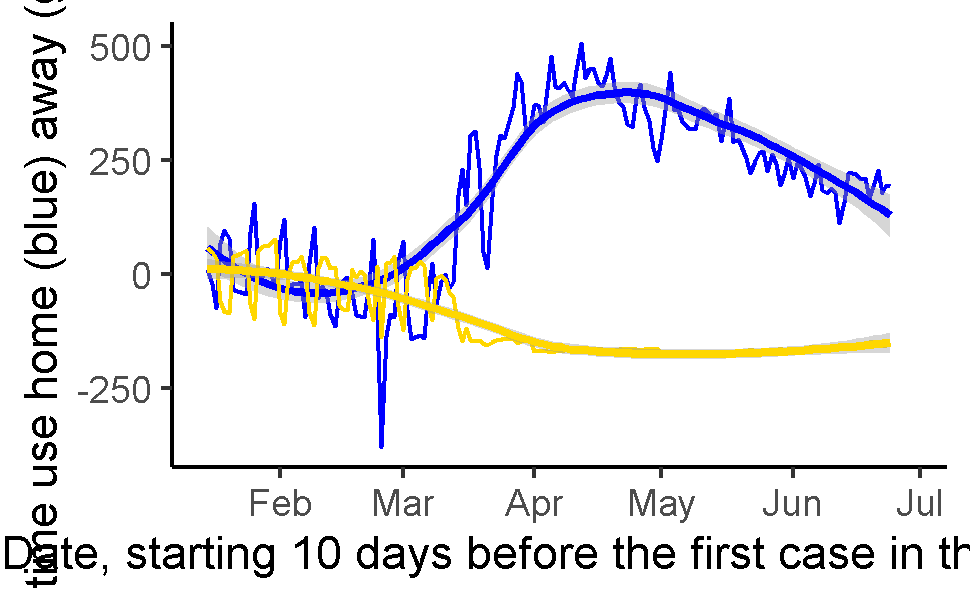 time use home (blue) away (
500
250
0
-250
Feb Mar Apr May Jun Jul
Date, starting 10 days before the first case in th